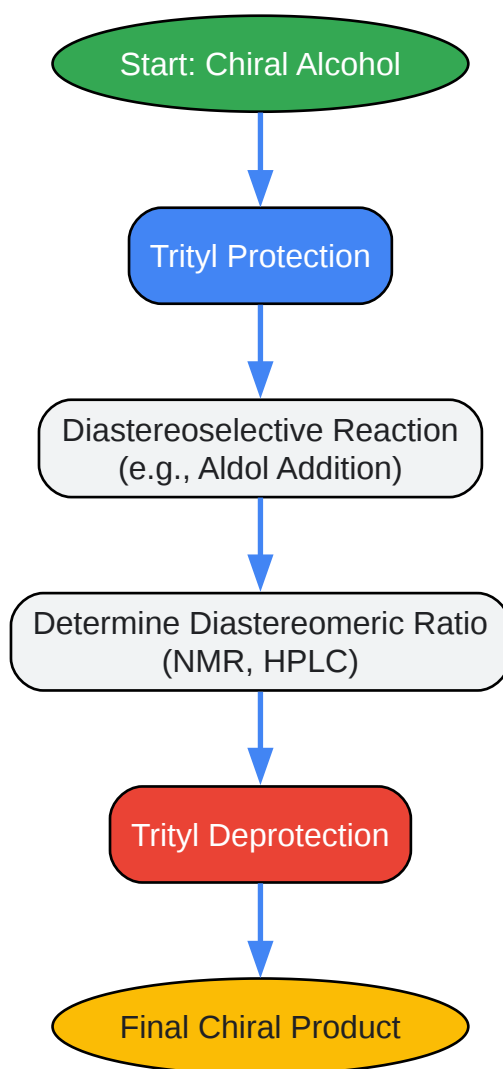 Start: Chiral Alcohol
Trityl Protection
Diastereoselective Reaction
(e.g., Aldol Addition)
Determine Diastereomeric Ratio
(NMR, HPLC)
Trityl Deprotection
Final Chiral Product